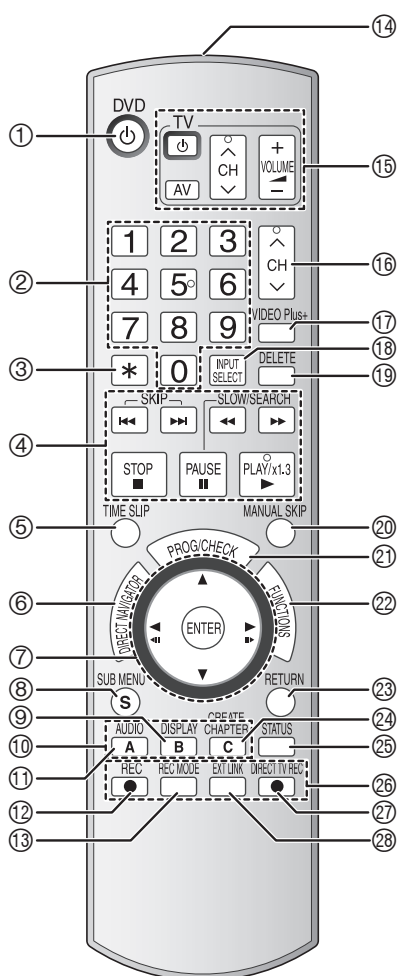 ⑭
DVD
TV
①
⏻
⏻
CH
+
VOLUME
−
⑮
AV
1 2 3
②
4 5 6
CH
⑯
7 8 9
VIDEO Plus+
⑰
③
* 0
INPUT SELECT
⑱
DELETE
⑲
SKIP
SLOW/SEARCH
④
STOP
PAUSE
PLAY/x1.3
⑤
TIME SLIP
MANUAL SKIP
⑳
PROG/CHECK
㉑
⑥
DIRECT NAVIGATOR
FUNCTIONS
㉒
ENTER
⑦
⑧
SUB MENU
S
RETURN
㉓
⑨
CREATE
㉔
⑩
AUDIO DISPLAY CHAPTER STATUS
A B C
㉕
⑪
REC REC MODE EXT LINK DIRECT TV REC
㉖
⑫
㉗
⑬
㉘